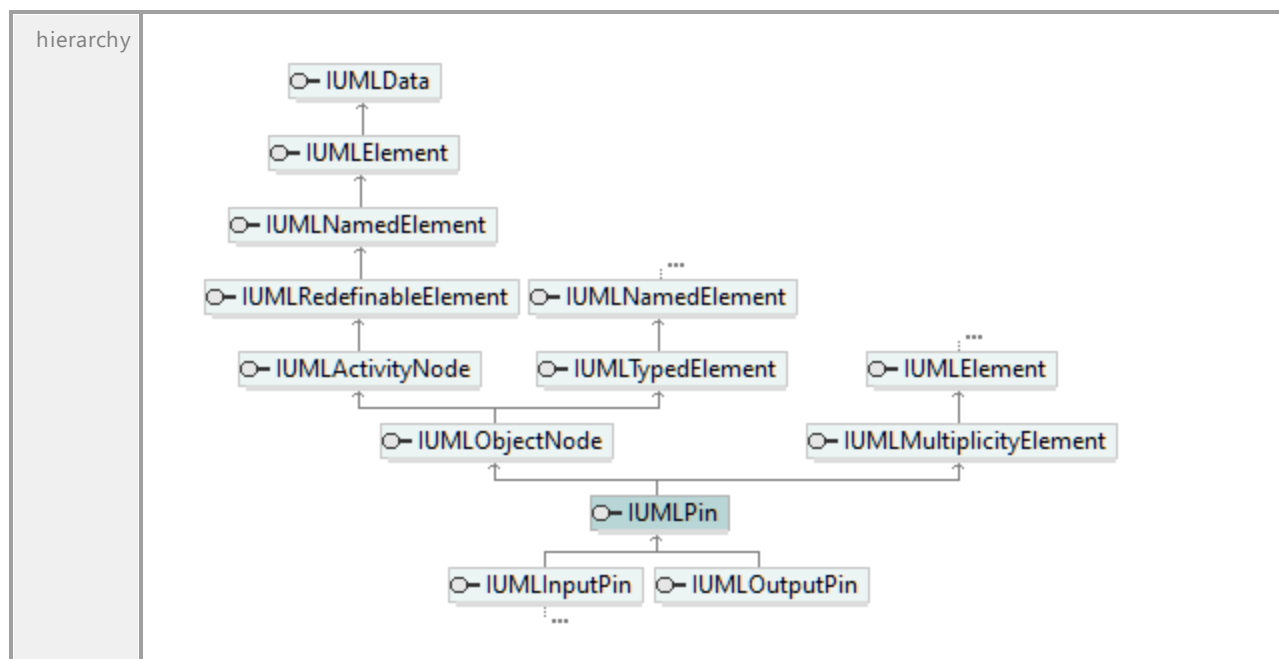 hierarchy
IUMLData
IUMLElement
IUMLNamedElement
...
IUMLRedefinableElement
IUMLNamedElement
...
IUMLActivityNode
IUMLTypedElement
IUMLElement
IUMLObjectNode
IUMLMultiplicityElement
IUMLPin
IUMLInputPin
IUMLOutputPin
...